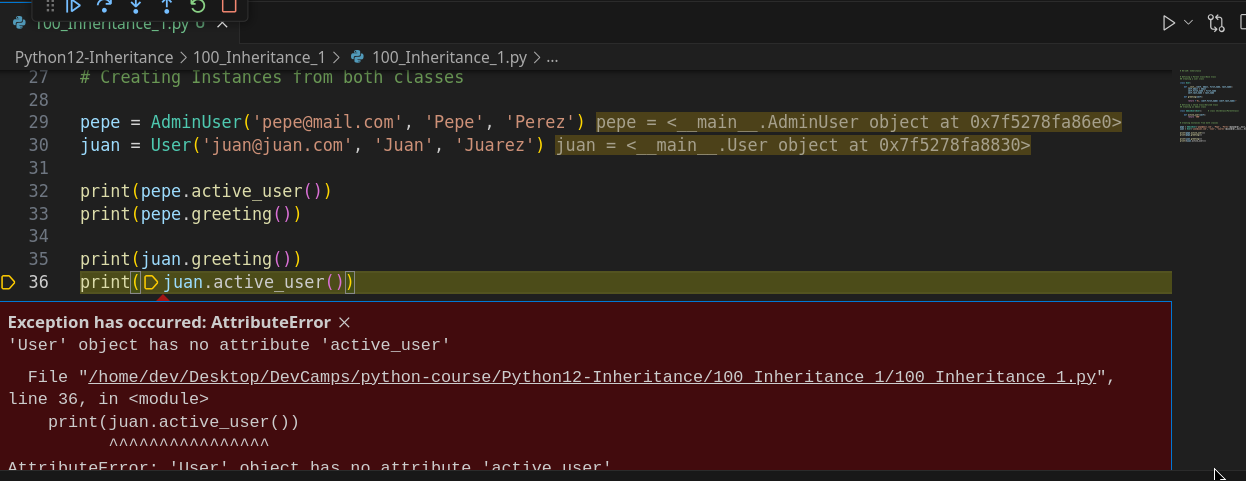 100_Inheritance_1.py U
Python12-Inheritance > 100_Inheritance_1 > 100_Inheritance_1.py > ...
27 # Creating Instances from both classes
28
29 pepe = AdminUser('pepe@mail.com', 'Pepe', 'Perez') pepe = <__main__.AdminUser object at 0x7f5278fa86e0>
30 juan = User('juan@juan.com', 'Juan', 'Juarez') juan = <__main__.User object at 0x7f5278fa8830>
31
32 print(pepe.active_user())
33 print(pepe.greeting())
34
35 print(juan.greeting())
36 print(juan.active_user())
Exception has occurred: AttributeError ×
'User' object has no attribute 'active_user'
File "/home/dev/Desktop/DevCamps/python-course/Python12-Inheritance/100_Inheritance_1/100_Inheritance_1.py",
line 36, in <module>
print(juan.active_user())
^^^^^^^^^^^^^^^^
AttributeError: 'User' object has no attribute 'active_user'